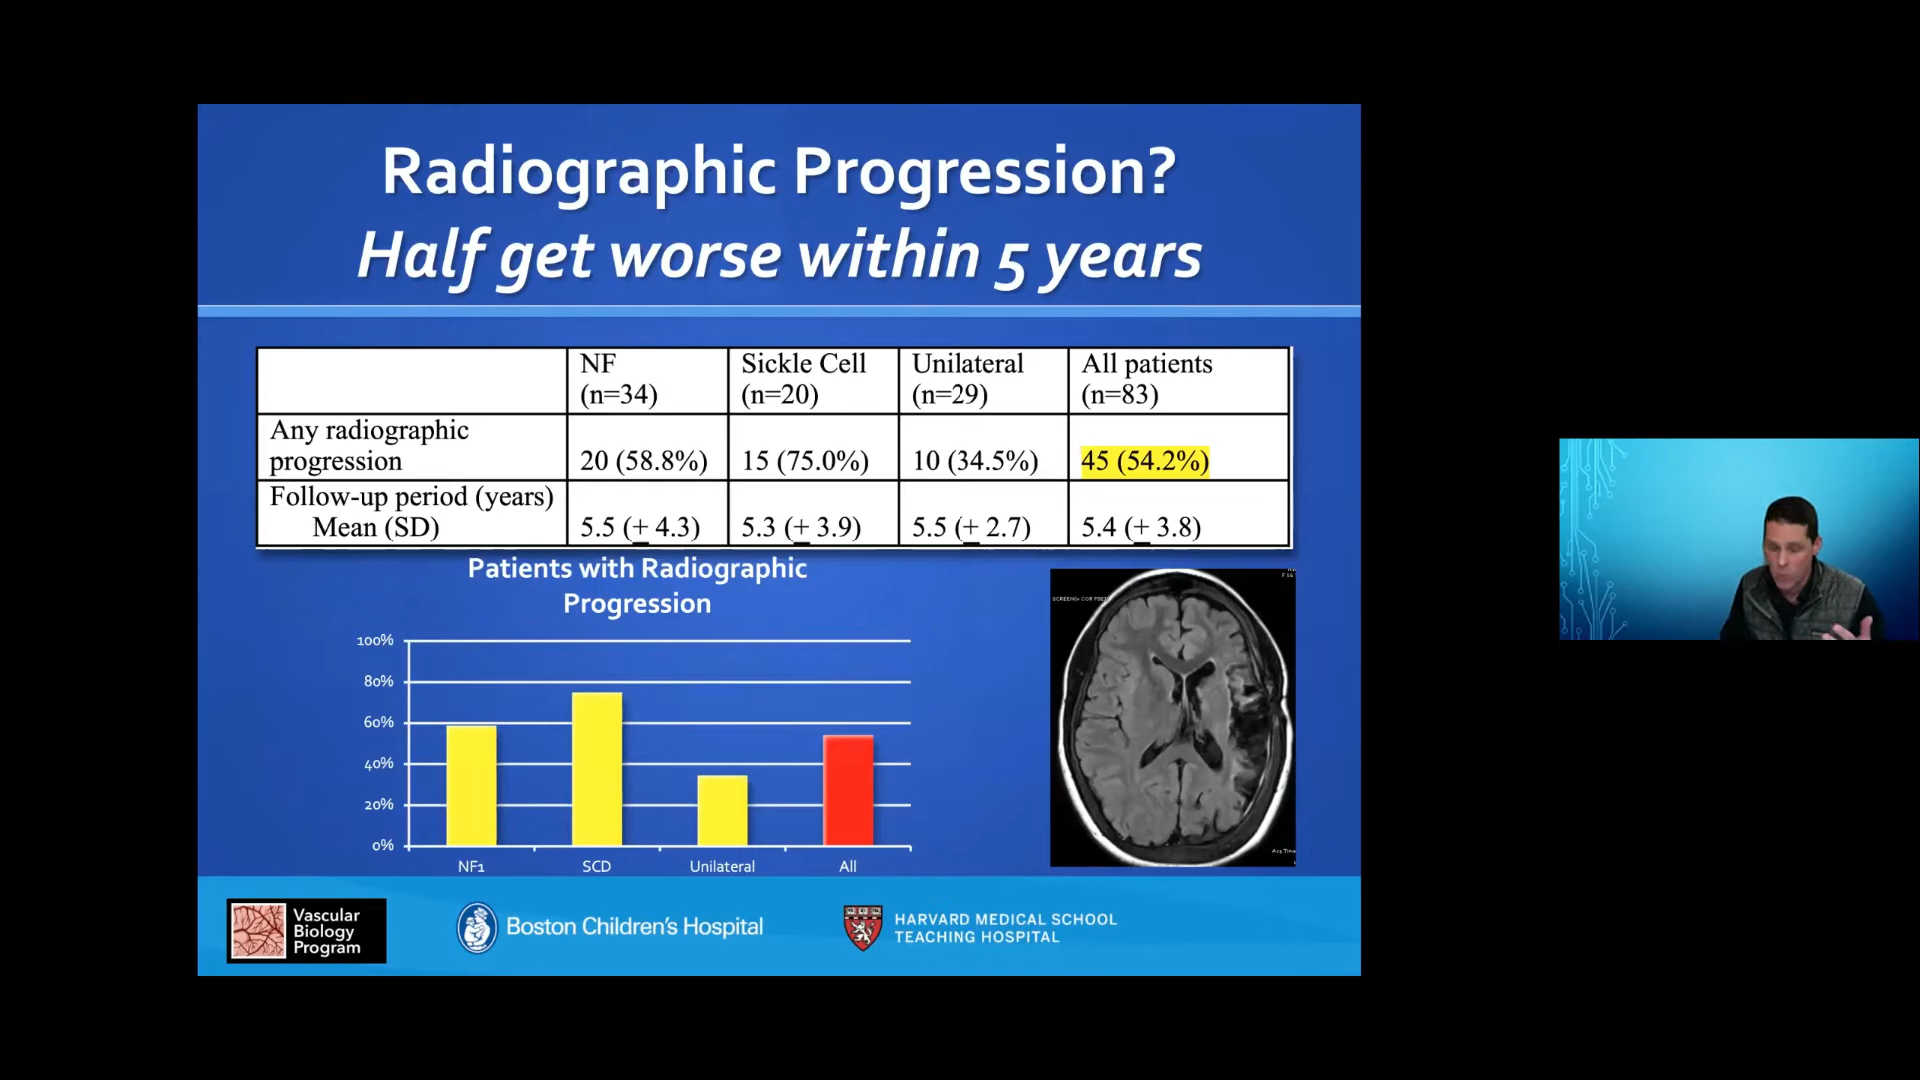 Radiographic Progression?
Half get worse within 5 years
NF
(n=34)
Sickle Cell
(n=20)
Unilateral
(n=29)
All patients
(n=83)
Any radiographic
progression
20 (58.8%)
15 (75.0%)
10 (34.5%)
45 (54.2%)
Follow-up period (years)
Mean (SD)
5.5 (± 4.3)
5.3 (± 3.9)
5.5 (± 2.7)
5.4 (± 3.8)
Patients with Radiographic
Progression
100%
80%
60%
40%
20%
0%
NF1
SCD
Unilateral
All
Vascular
Biology
Program
Boston Children's Hospital
HARVARD MEDICAL SCHOOL
TEACHING HOSPITAL